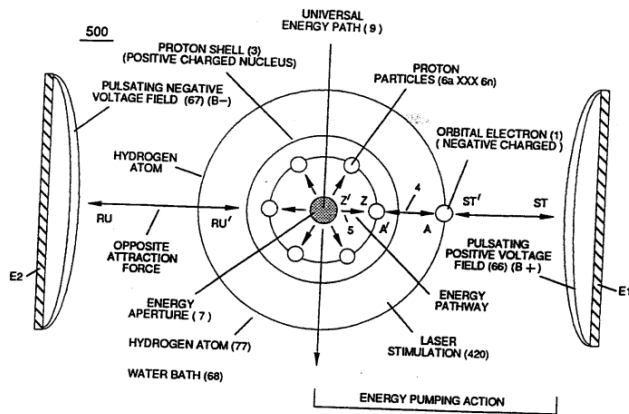 500
UNIVERSAL
ENERGY PATH (9)
PROTON SHELL (3)
(POSITIVE CHARGED NUCLEUS)
PROTON
PARTICLES (6a XXX 6n)
PULSATING NEGATIVE
VOLTAGE FIELD (67) (B-)
ORBITAL ELECTRON (1)
( NEGATIVE CHARGED )
HYDROGEN
ATOM
Z' Z 4 ST' ST
RU RU' A' A
5
OPPOSITE
ATTRACTION
FORCE
PULSATING
POSITIVE VOLTAGE
FIELD (66) (B +)
E2
E1
ENERGY
APERTURE ( 7 )
ENERGY
PATHWAY
HYDROGEN ATOM (77)
LASER
STIMULATION (420)
WATER BATH (68)
ENERGY PUMPING ACTION